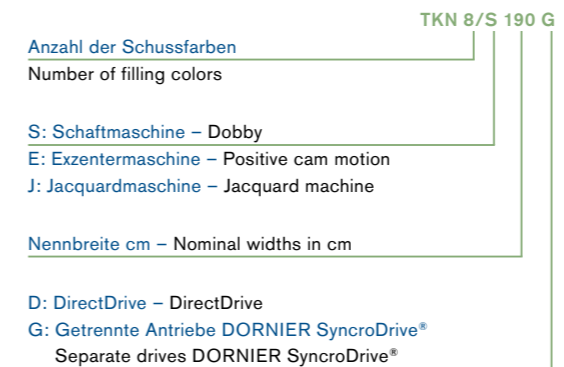 TKN 8/S 190 G
Anzahl der Schussfarben
Number of filling colors
S: Schaftmaschine – Dobby
E: Exzentermaschine – Positive cam motion
J: Jacquardmaschine – Jacquard machine
Nennbreite cm – Nominal widths in cm
D: DirectDrive – DirectDrive
G: Getrennte Antriebe DORNIER SyncroDrive®
Separate drives DORNIER SyncroDrive®